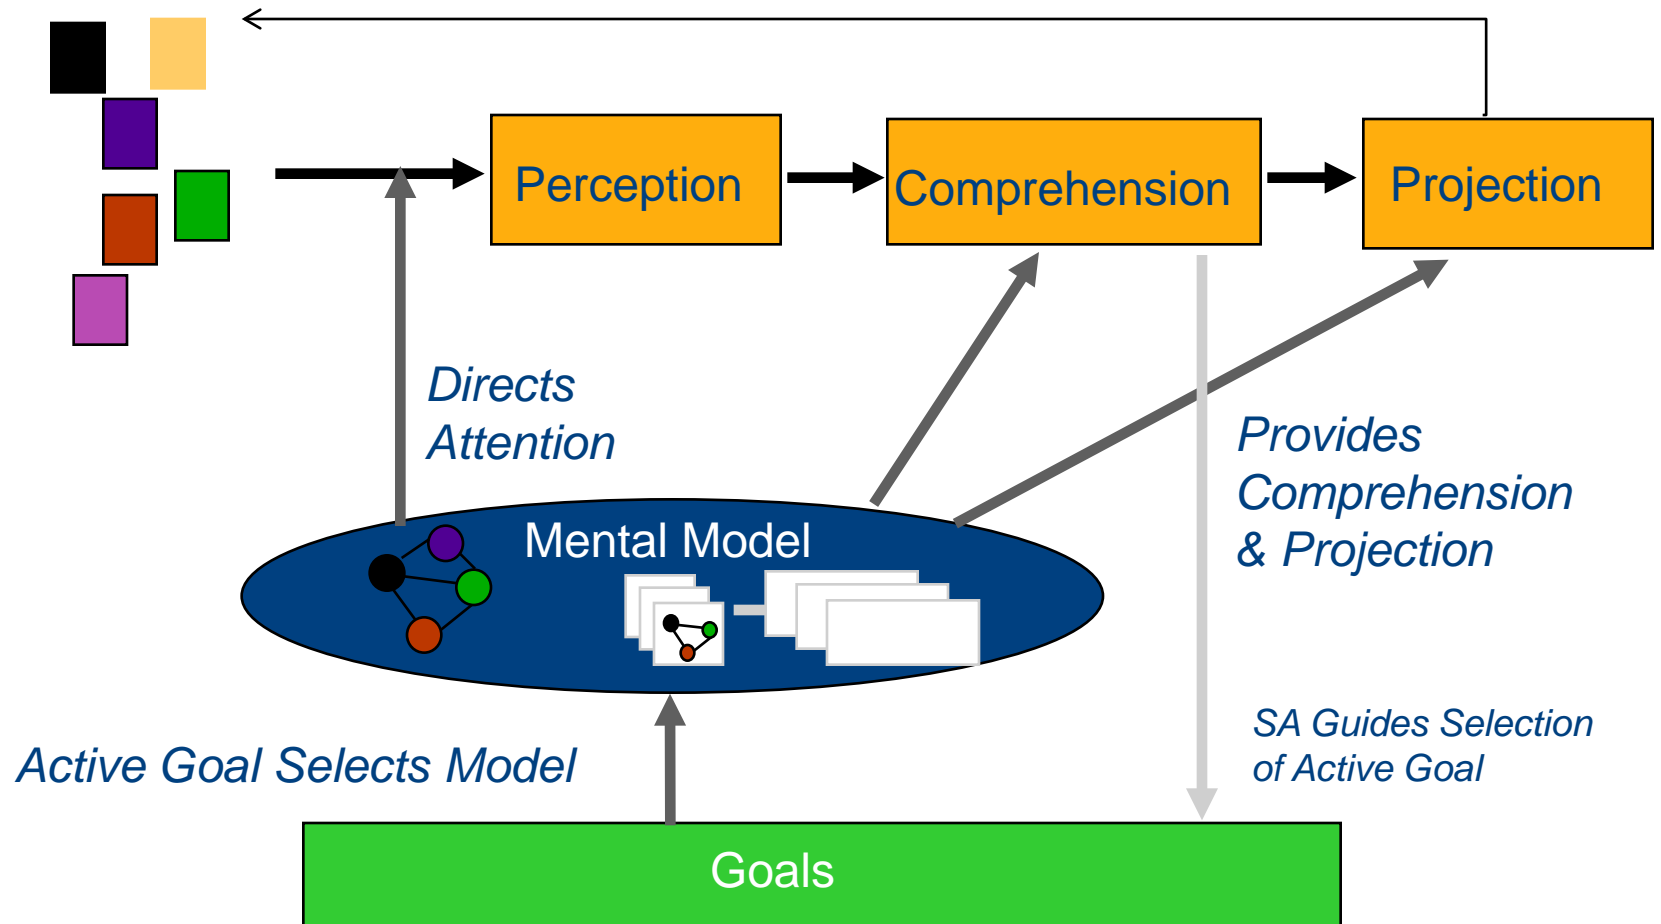 Perception
Comprehension
Projection
Directs
Attention
Provides
Comprehension
& Projection
Mental Model
SA Guides Selection
of Active Goal
Active Goal Selects Model
Goals